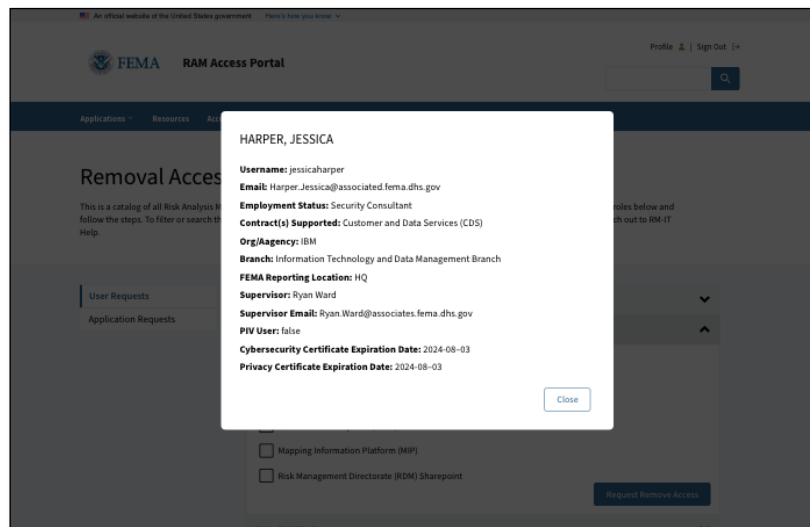 An official website of the United States government Here's how you know
FEMA RAM Access Portal
Profile | Sign Out
Applications Resources Acc
Removal Acces
This is a catalog of all Risk Analysis M roles below and
follow the steps. To filter or search th ch out to RM-IT
Help.
User Requests
Application Requests
HARPER, JESSICA
Username: jessicaharper
Email: Harper.Jessica@associated.fema.dhs.gov
Employment Status: Security Consultant
Contract(s) Supported: Customer and Data Services (CDS)
Org/Aagency: IBM
Branch: Information Technology and Data Management Branch
FEMA Reporting Location: HQ
Supervisor: Ryan Ward
Supervisor Email: Ryan.Ward@associates.fema.dhs.gov
PIV User: false
Cybersecurity Certificate Expiration Date: 2024-08–03
Privacy Certificate Expiration Date: 2024-08–03
Close
Mapping Information Platform (MIP)
Risk Management Directorate (RDM) Sharepoint
Request Remove Access